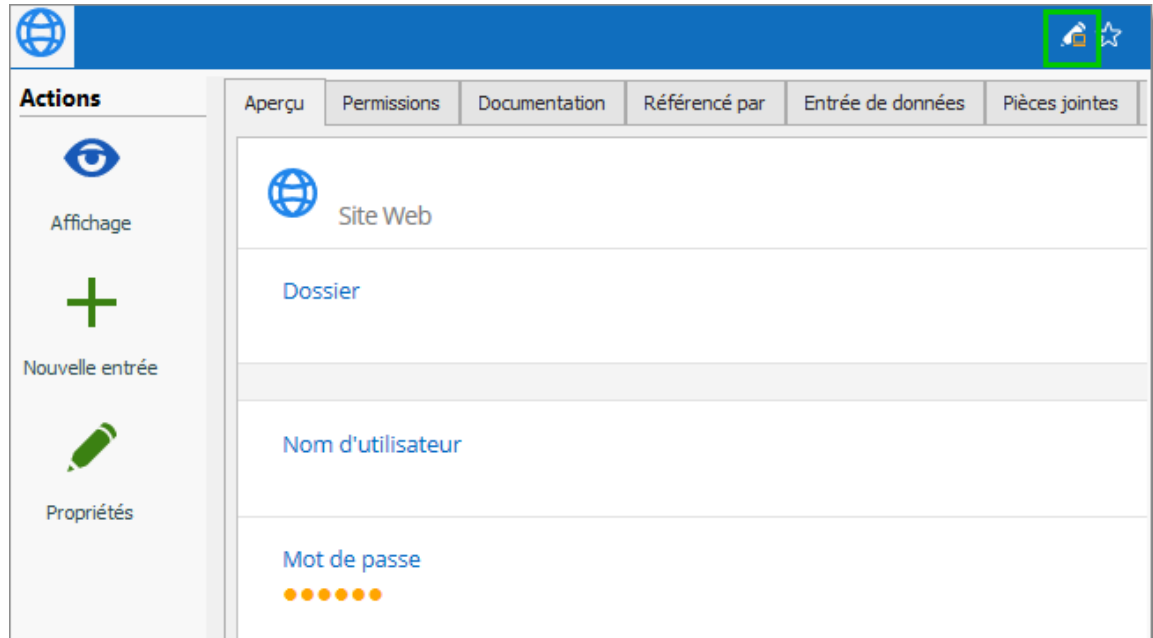 Actions
Aperçu Permissions Documentation Référencé par Entrée de données Pièces jointes
Site Web
Affichage
Dossier
Nouvelle entrée
Nom d'utilisateur
Propriétés
Mot de passe